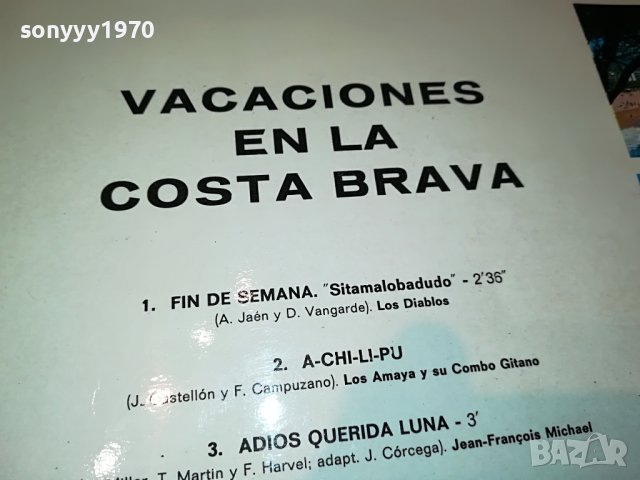 sonyyy1970
VACACIONES
EN LA
COSTA BRAVA
1. FIN DE SEMANA. "Sitamalobadudo" - 2'36"
(A. Jaén y D. Vangarde). Los Diablos
2. A-CHI-LI-PU
(J. Castellón y F. Campuzano). Los Amaya y su Combo Gitano
3. ADIOS QUERIDA LUNA - 3'
T. Martin y F. Harvel; adapt. J. Córcega). Jean-François Michael
BAZAR